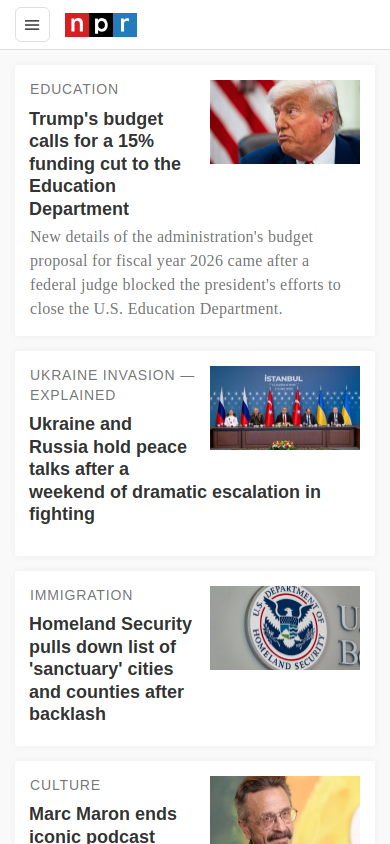 npr
EDUCATION
Trump's budget
calls for a 15%
funding cut to the
Education
Department
New details of the administration's budget
proposal for fiscal year 2026 came after a
federal judge blocked the president's efforts to
close the U.S. Education Department.
UKRAINE INVASION —
EXPLAINED
Ukraine and
Russia hold peace
talks after a
weekend of dramatic escalation in
fighting
İSTANBUL
IMMIGRATION
Homeland Security
pulls down list of
'sanctuary' cities
and counties after
backlash
U.S. DEPARTMENT OF
HOMELAND SECURITY
CULTURE
Marc Maron ends
iconic podcast